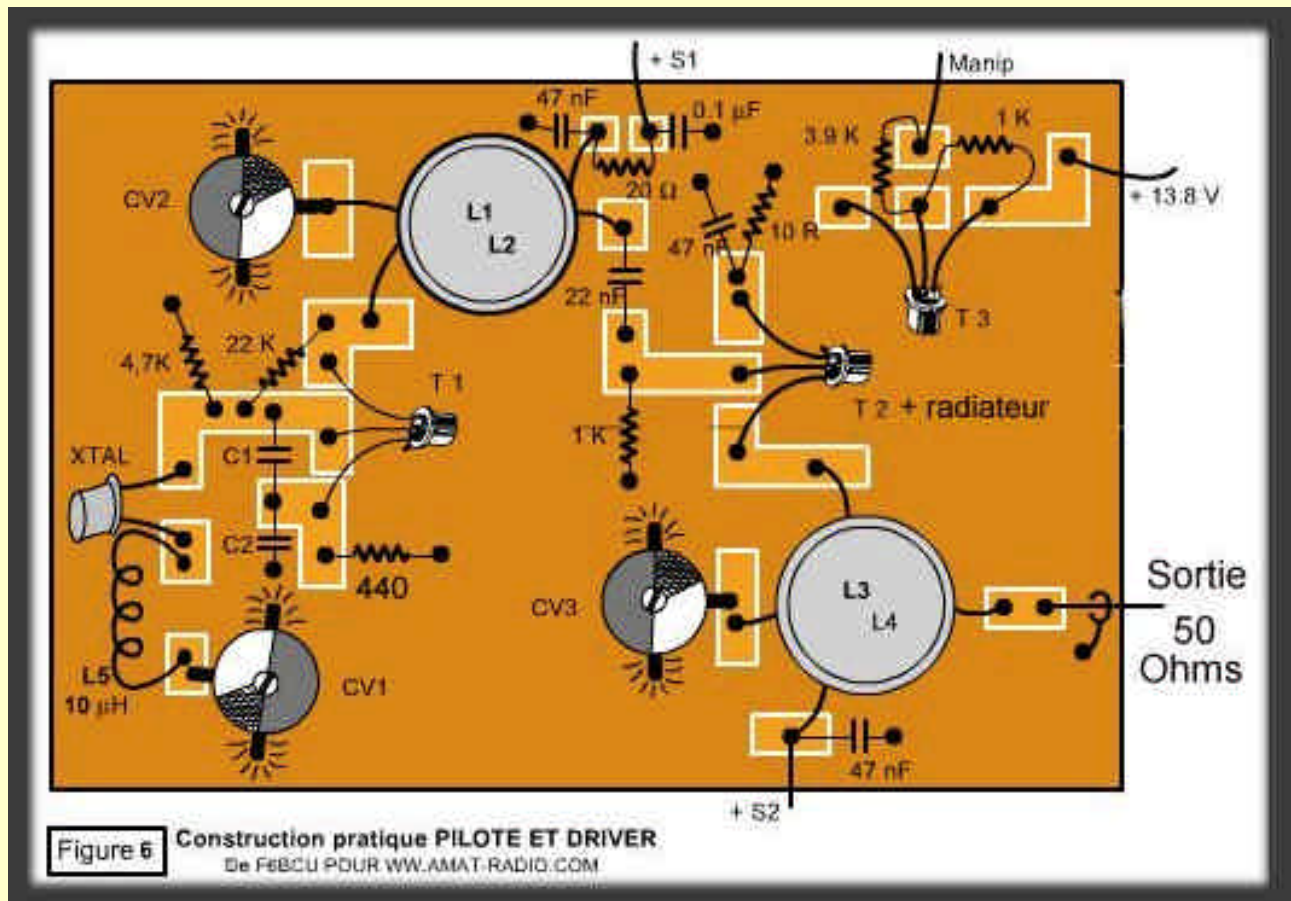 + S1
Manip
47 nF
0.1 µF
3.9 K
1 K
20 Ω
CV2
+ 13.8 V
L1
L2
47 nF
10 R
22 nF
T 3
4,7K
22 K
T 1
T 2 + radiateur
1 K
XTAL
C1
C2
440
CV3
L3
L4
Sortie
50
Ohms
L5
10 µH
CV1
47 nF
+ S2
Figure 6
Construction pratique PILOTE ET DRIVER
De F6BCU POUR WW.AMAT-RADIO.COM